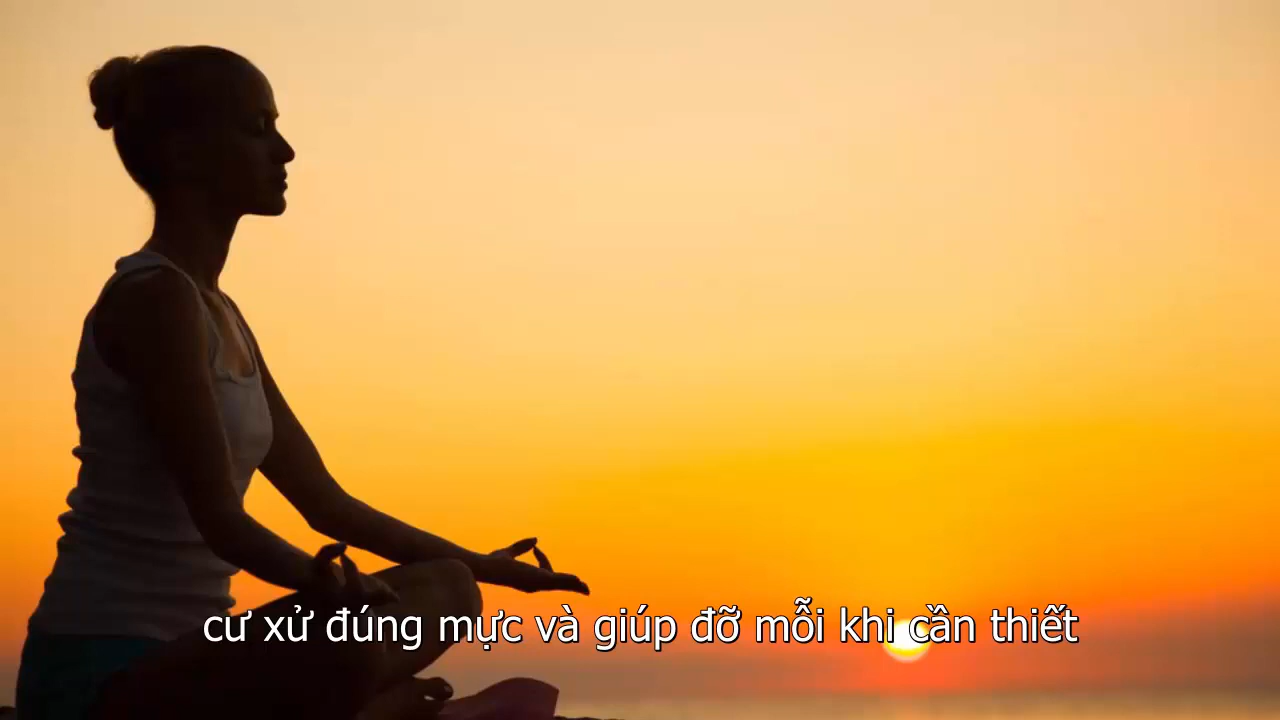 cư xử đúng mực và giúp đỡ mỗi khi cần thiết